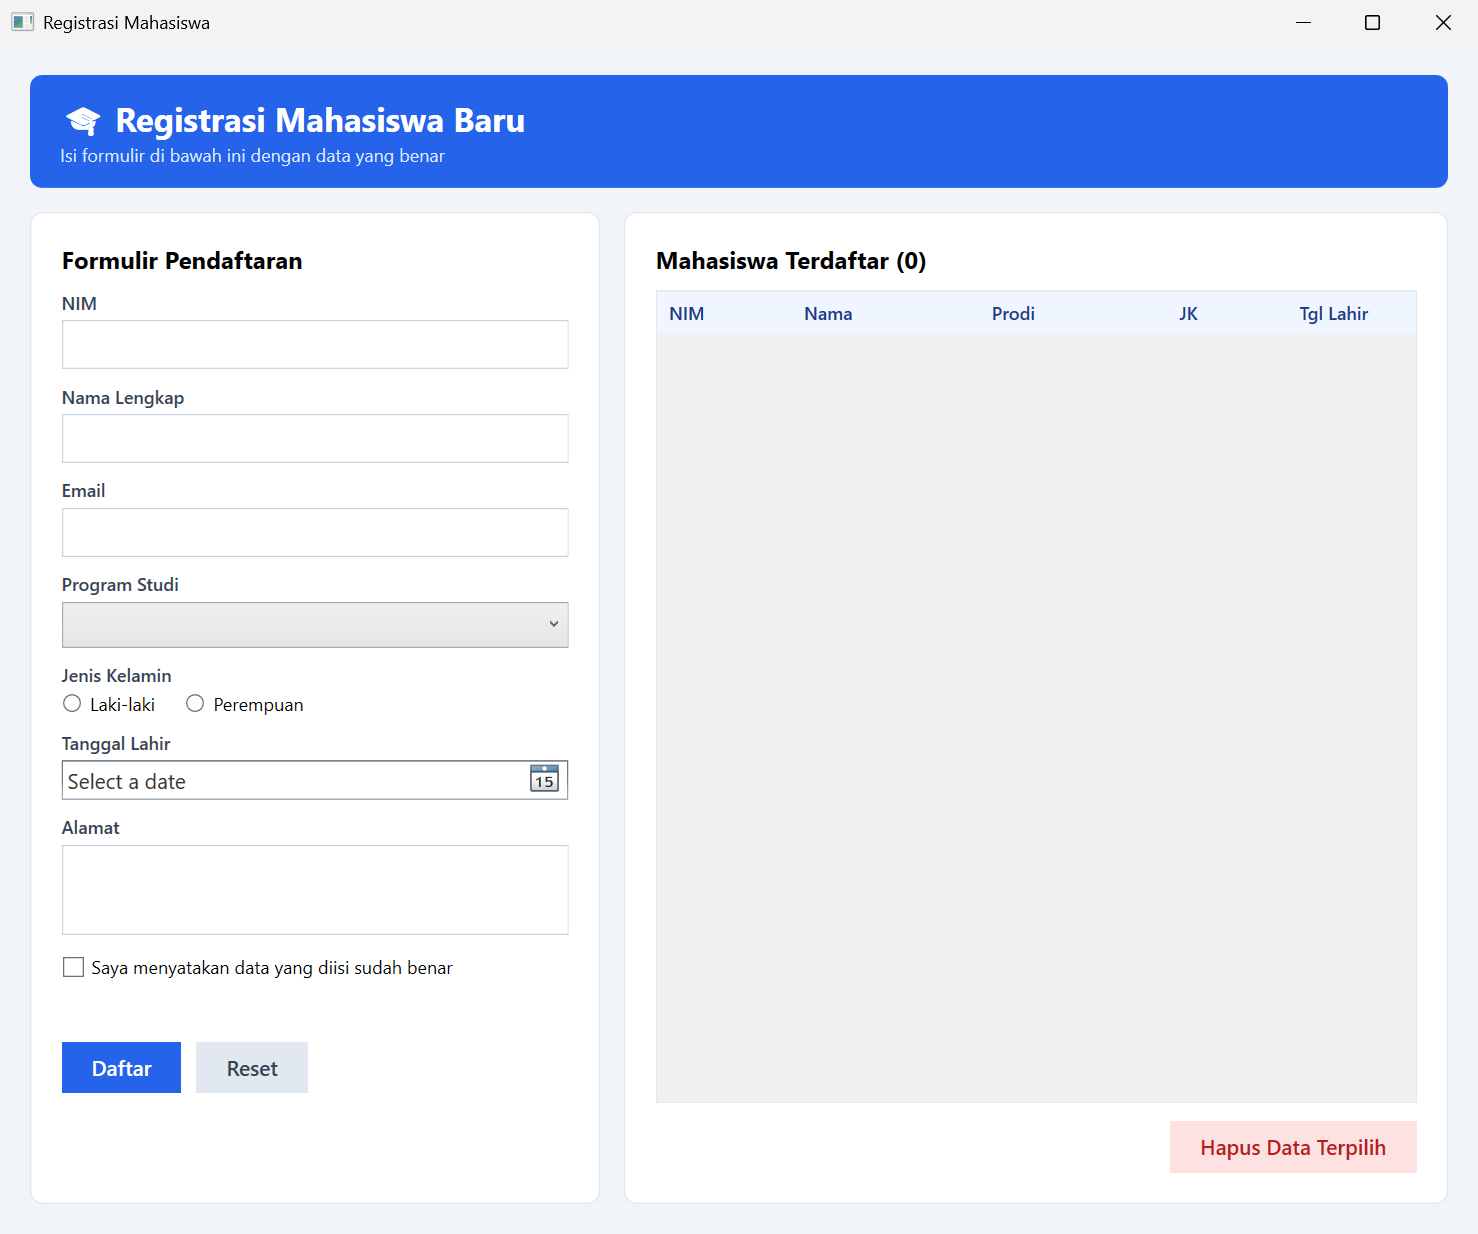 Registrasi Mahasiswa
Registrasi Mahasiswa Baru
Isi formulir di bawah ini dengan data yang benar
Formulir Pendaftaran
NIM
Nama Lengkap
Email
Program Studi
Jenis Kelamin
Laki-laki Perempuan
Tanggal Lahir
Select a date 15
Alamat
Saya menyatakan data yang diisi sudah benar
Daftar Reset
Mahasiswa Terdaftar (0)
NIM Nama Prodi JK Tgl Lahir
Hapus Data Terpilih